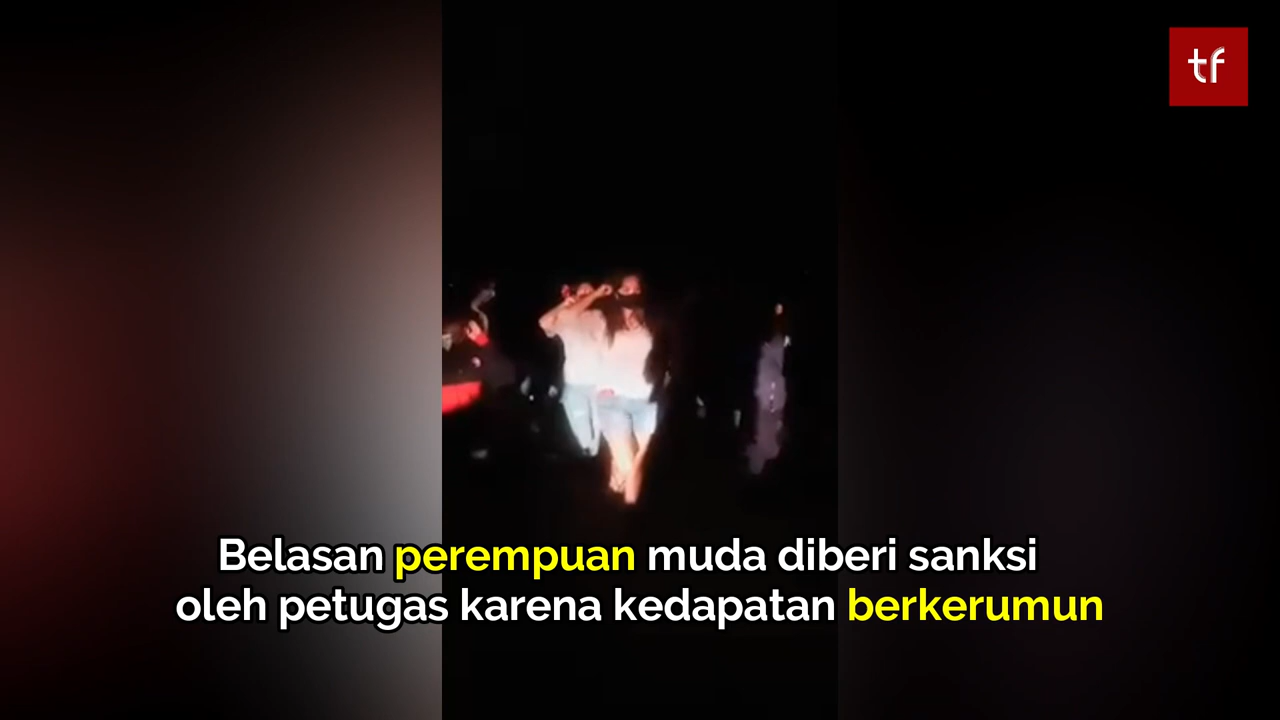 tf
Belasan perempuan muda diberi sanksi
oleh petugas karena kedapatan berkerumun